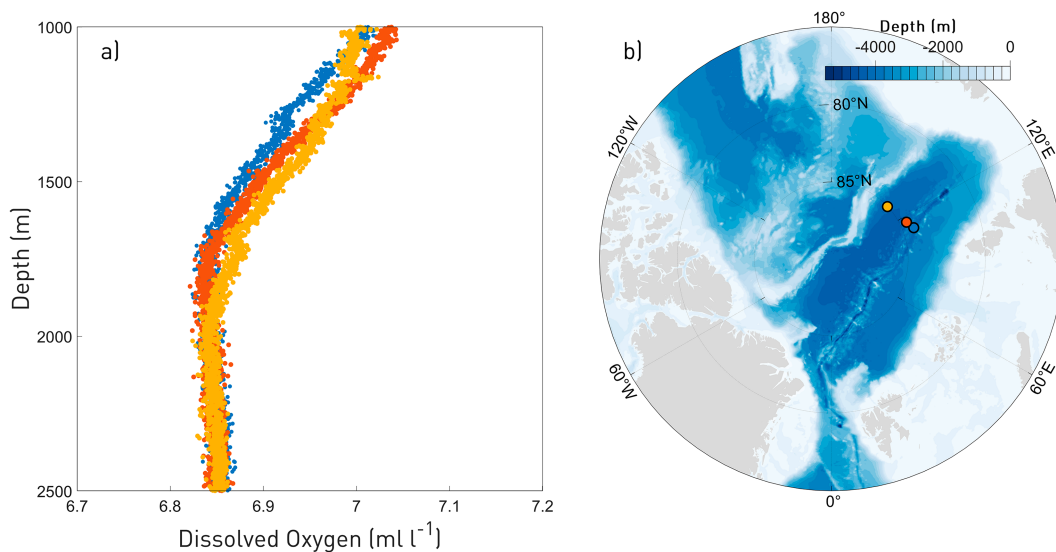 a)
1000
1500
2000
2500
Depth (m)
6.7 6.8 6.9 7 7.1 7.2
Dissolved Oxygen (ml l⁻¹)
b)
180°
Depth (m)
-4000 -2000 0
80°N
85°N
120°W
120°E
60°W
60°E
0°